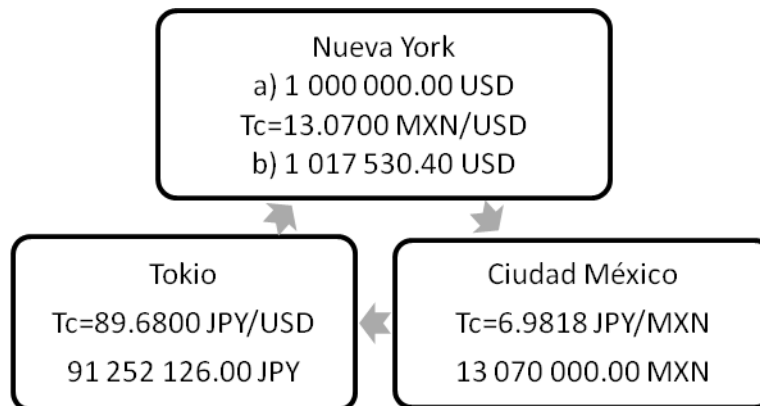 Nueva York
a) 1 000 000.00 USD
Tc=13.0700 MXN/USD
b) 1 017 530.40 USD
Tokio
Tc=89.6800 JPY/USD
91 252 126.00 JPY
Ciudad México
Tc=6.9818 JPY/MXN
13 070 000.00 MXN